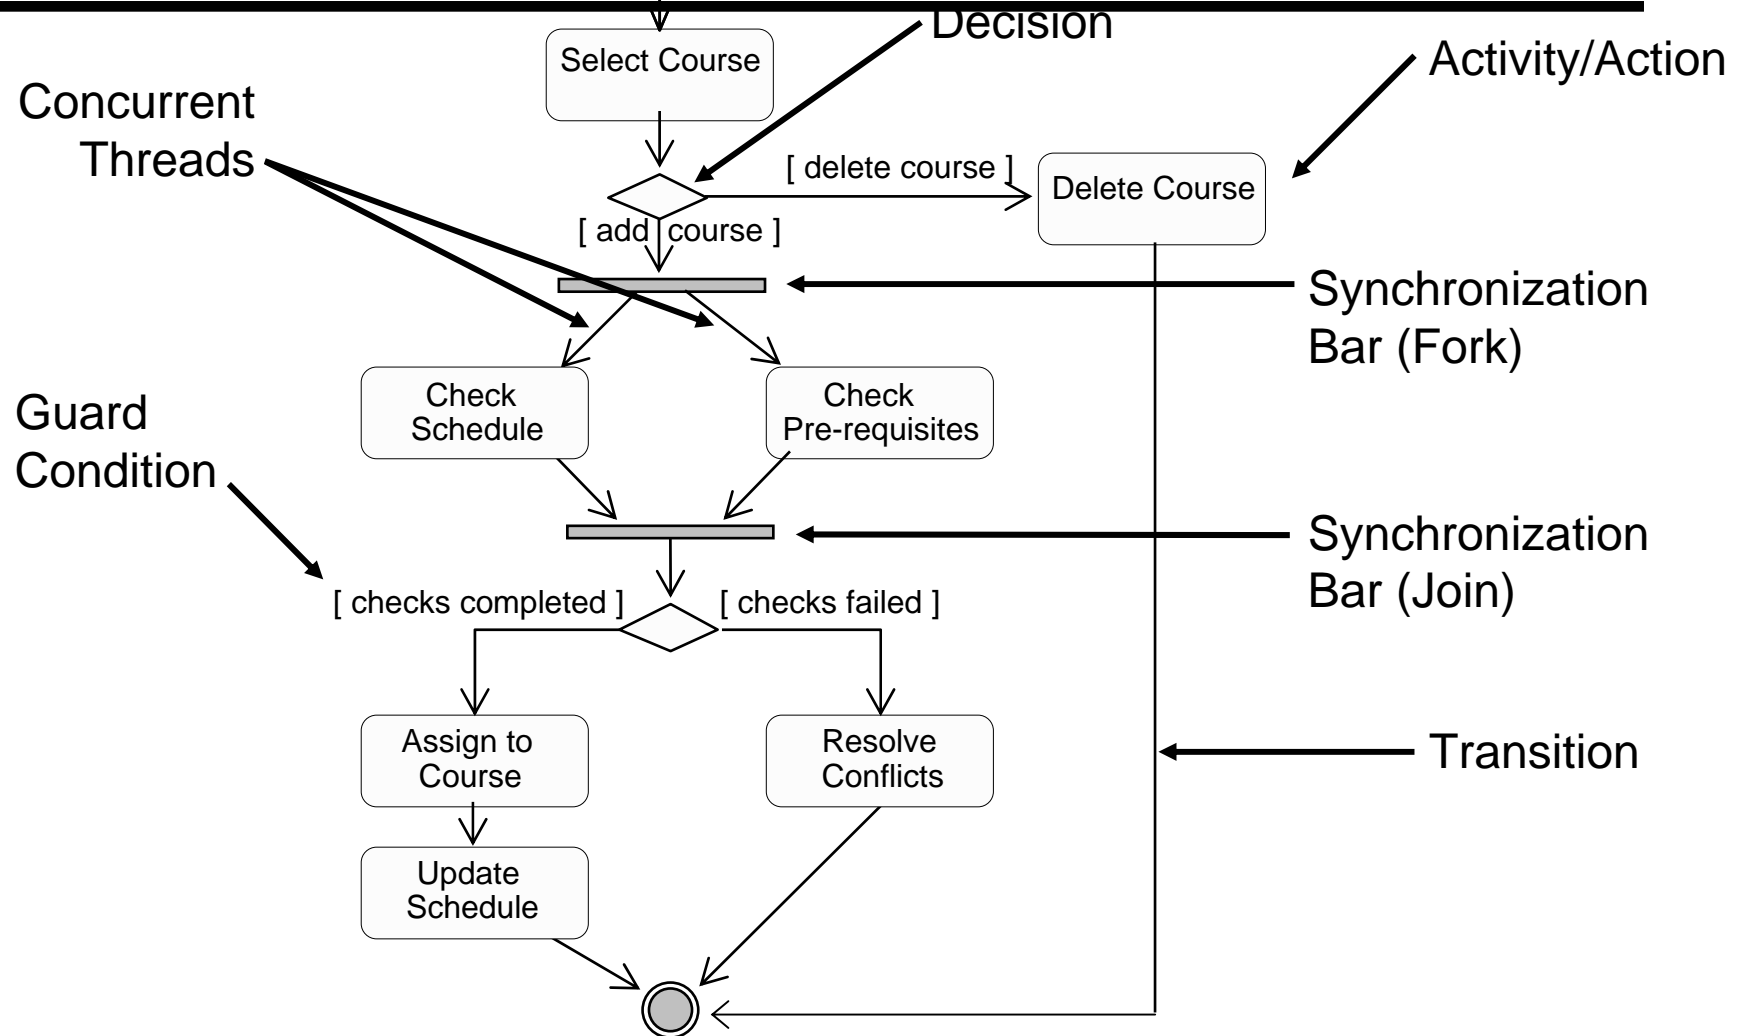 Decision
Select Course
Activity/Action
Concurrent
Threads
[ delete course ]
Delete Course
[ add course ]
Synchronization
Bar (Fork)
Check
Schedule
Check
Pre-requisites
Guard
Condition
Synchronization
Bar (Join)
[ checks completed ]
[ checks failed ]
Assign to
Course
Resolve
Conflicts
Transition
Update
Schedule